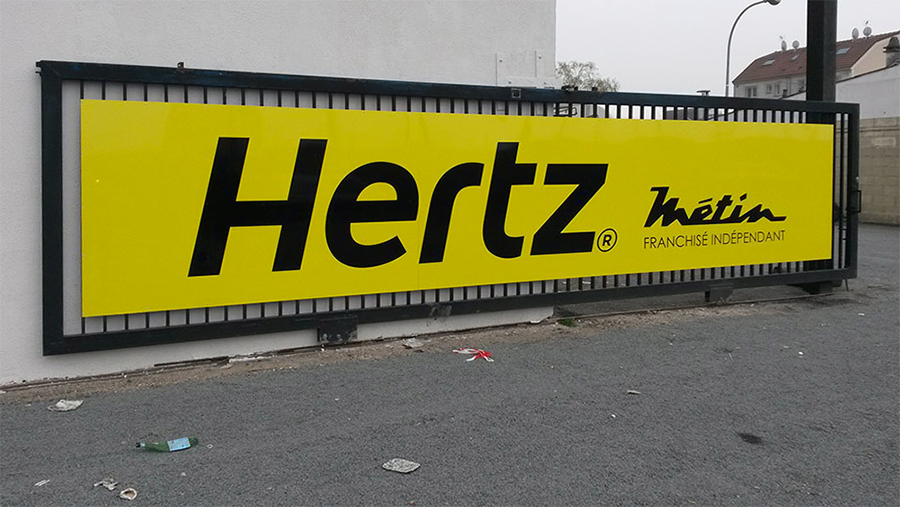 Hertz®
Métin
FRANCHISÉ INDÉPENDANT